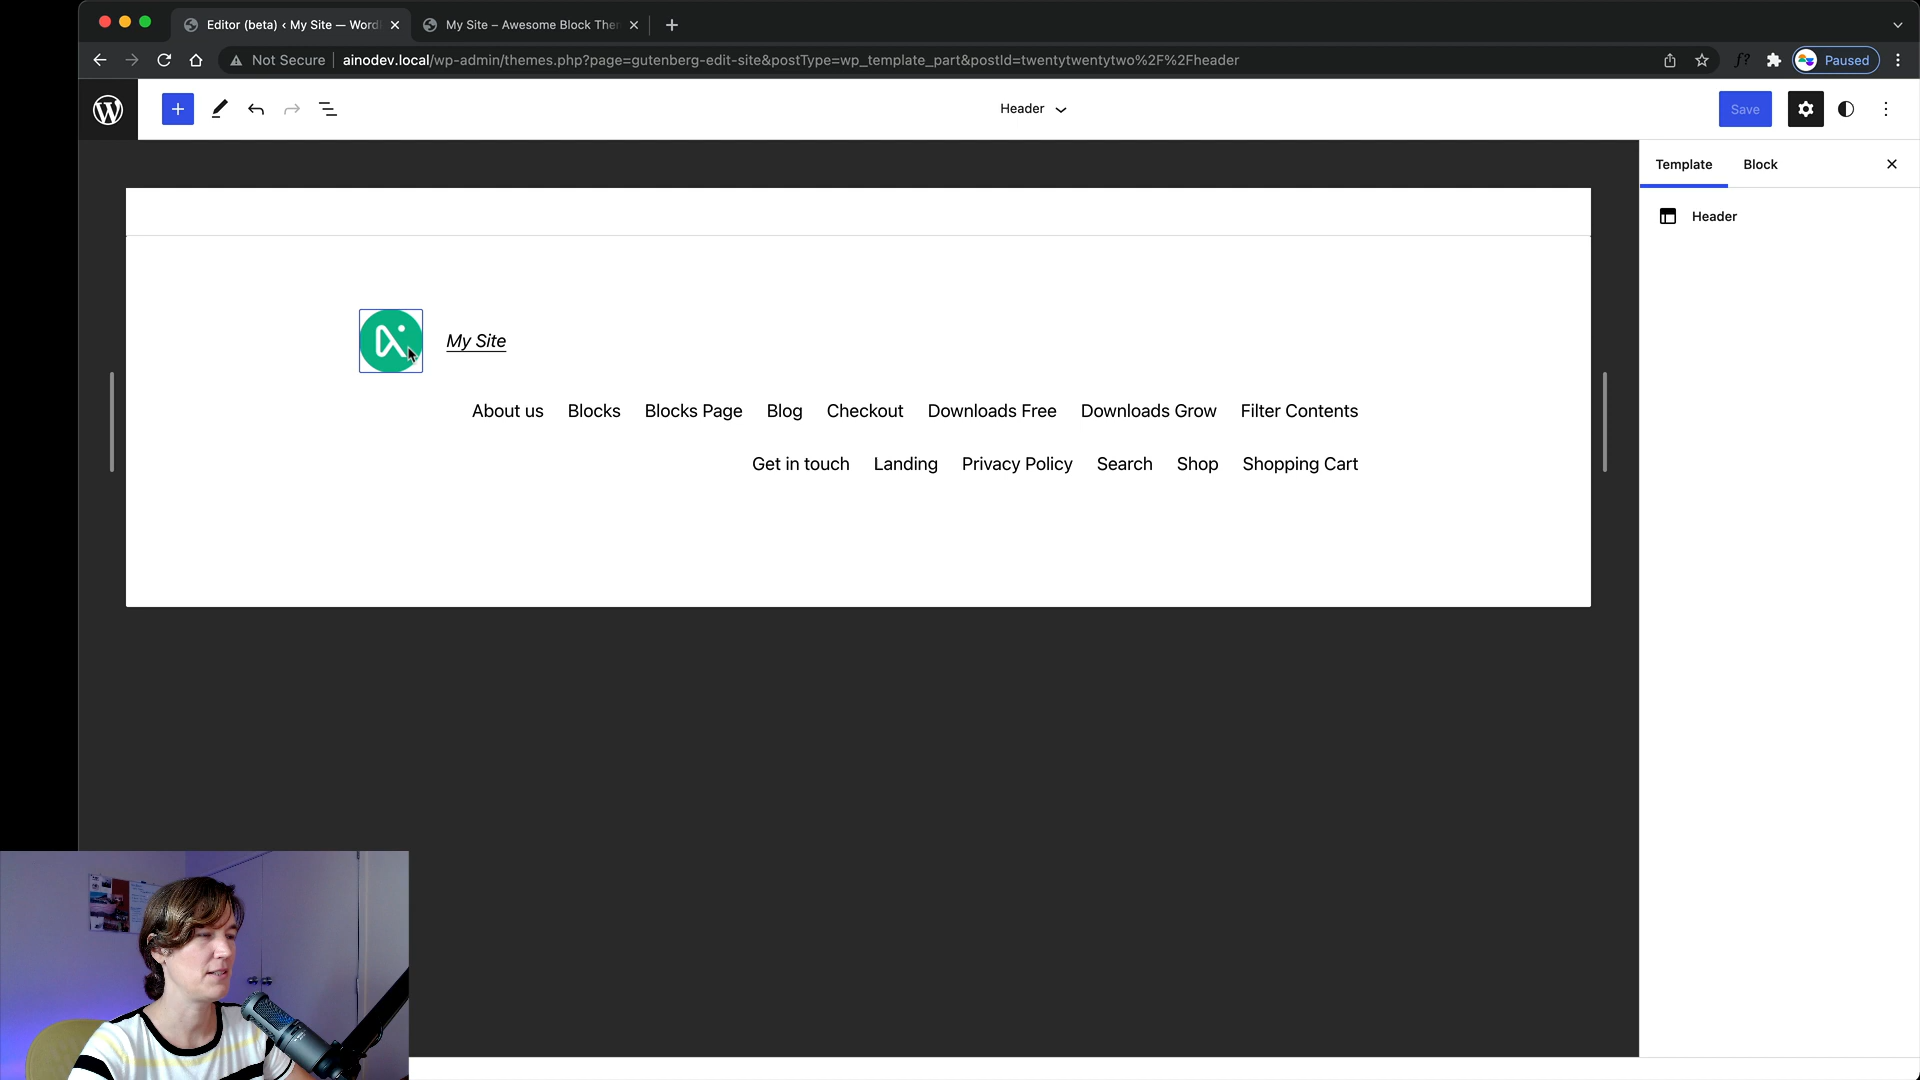 Editor (beta) ‹ My Site — Word
My Site – Awesome Block Ther
Not Secure
ainodev.local/wp-admin/themes.php?page=gutenberg-edit-site&postType=wp_template_part&postId=twentytwentytwo%2F%2Fheader
f?
Paused
Header
Save
Template
Block
Header
My Site
About us Blocks Blocks Page Blog Checkout Downloads Free Downloads Grow Filter Contents
Get in touch Landing Privacy Policy Search Shop Shopping Cart